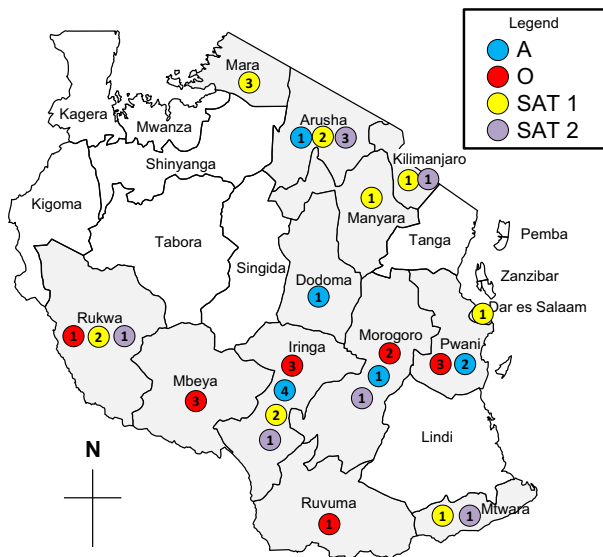 Legend
A
O
SAT 1
SAT 2
Mara
3
Kagera
Mwanza
Arusha
1 2 3
Shinyanga
Kilimanjaro
1 1
Kigoma
1
Manyara
Tabora
Singida
Tanga
Pemba
Dodoma
1
Zanzibar
Dar es Salaam
1
Rukwa
1 2 1
Iringa
3
4
2
1
Morogoro
2
1
1
Pwani
3 2
Mbeya
3
Lindi
N
Ruvuma
1
Mtwara
1 1